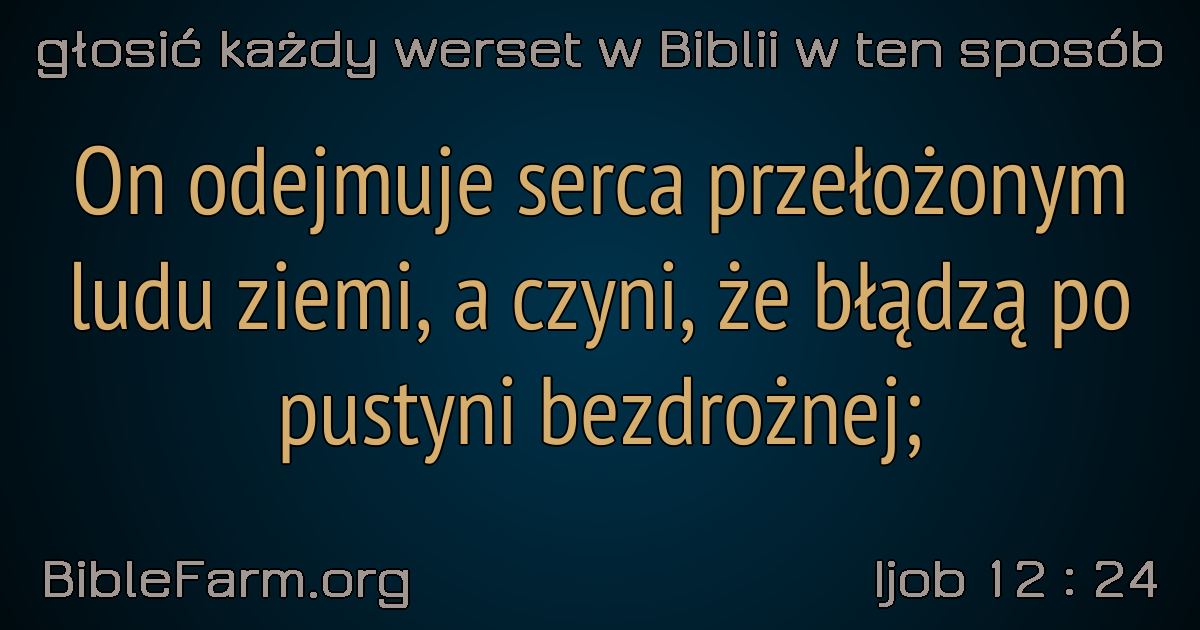 głosić każdy werset w Biblii w ten sposób
On odejmuje serca przełożonym
ludu ziemi, a czyni, że błądzą po
pustyni bezdrożnej;
BibleFarm.org
Ijob 12 : 24